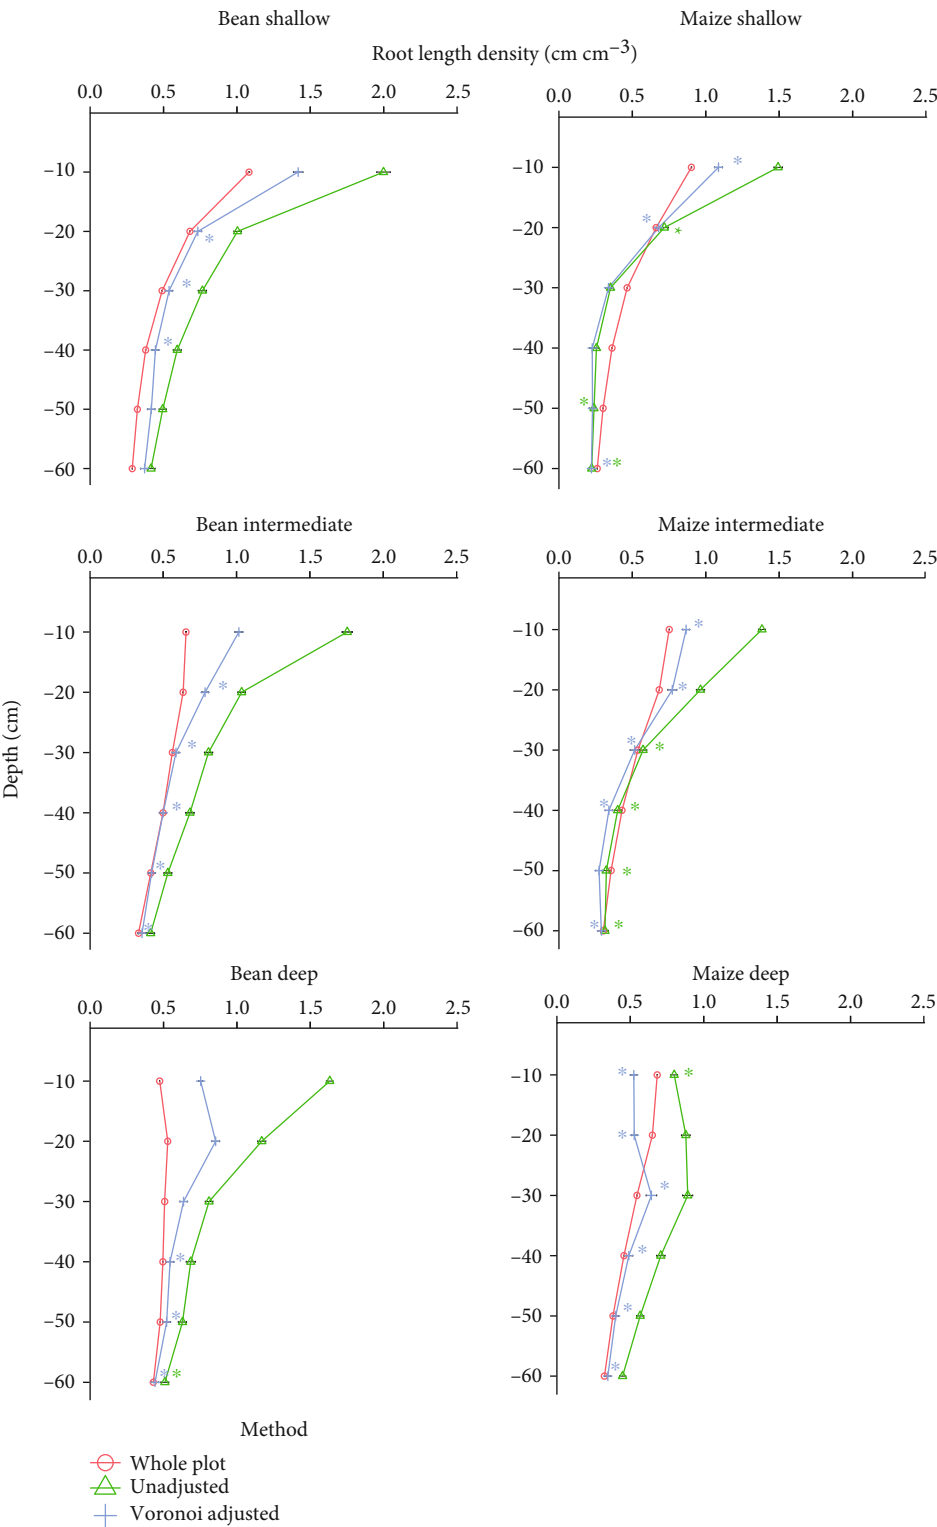 Bean shallow
Maize shallow
Root length density (cm cm−3)
0.0 0.5 1.0 1.5 2.0 2.5
0.0 0.5 1.0 1.5 2.0 2.5
−10
−20
−30
−40
−50
−60
−10
−20
−30
−40
−50
−60
Bean intermediate
Maize intermediate
0.0 0.5 1.0 1.5 2.0 2.5
0.0 0.5 1.0 1.5 2.0 2.5
Depth (cm)
−10
−20
−30
−40
−50
−60
−10
−20
−30
−40
−50
−60
Bean deep
Maize deep
0.0 0.5 1.0 1.5 2.0 2.5
0.0 0.5 1.0 1.5 2.0 2.5
−10
−20
−30
−40
−50
−60
−10
−20
−30
−40
−50
−60
Method
Whole plot
Unadjusted
Voronoi adjusted